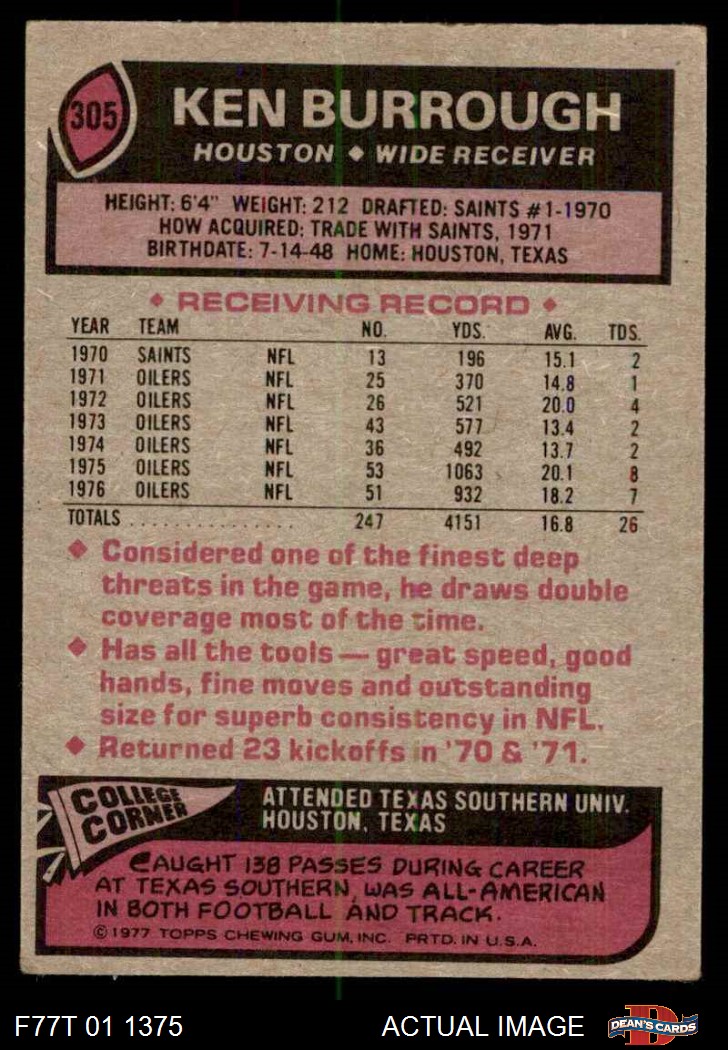 305
KEN BURROUGH
HOUSTON ♦ WIDE RECEIVER
HEIGHT: 6'4" WEIGHT: 212 DRAFTED: SAINTS #1-1970
HOW ACQUIRED: TRADE WITH SAINTS, 1971
BIRTHDATE: 7-14-48 HOME: HOUSTON, TEXAS
♦ RECEIVING RECORD ♦
YEAR TEAM NO. YDS. AVG. TDS.
1970 SAINTS NFL 13 196 15.1 2
1971 OILERS NFL 25 370 14.8 1
1972 OILERS NFL 26 521 20.0 4
1973 OILERS NFL 43 577 13.4 2
1974 OILERS NFL 36 492 13.7 2
1975 OILERS NFL 53 1063 20.1 8
1976 OILERS NFL 51 932 18.2 7
TOTALS . . . . . . . . . . . . . . 247 4151 16.8 26
♦ Considered one of the finest deep
threats in the game, he draws double
coverage most of the time.
♦ Has all the tools — great speed, good
hands, fine moves and outstanding
size for superb consistency in NFL.
♦ Returned 23 kickoffs in '70 & '71.
COLLEGE
CORNER
ATTENDED TEXAS SOUTHERN UNIV.
HOUSTON, TEXAS
CAUGHT 138 PASSES DURING CAREER
AT TEXAS SOUTHERN, WAS ALL-AMERICAN
IN BOTH FOOTBALL AND TRACK.
©1977 TOPPS CHEWING GUM, INC. PRTD. IN U.S.A.
F77T 01 1375
ACTUAL IMAGE
D
DEAN'S CARDS